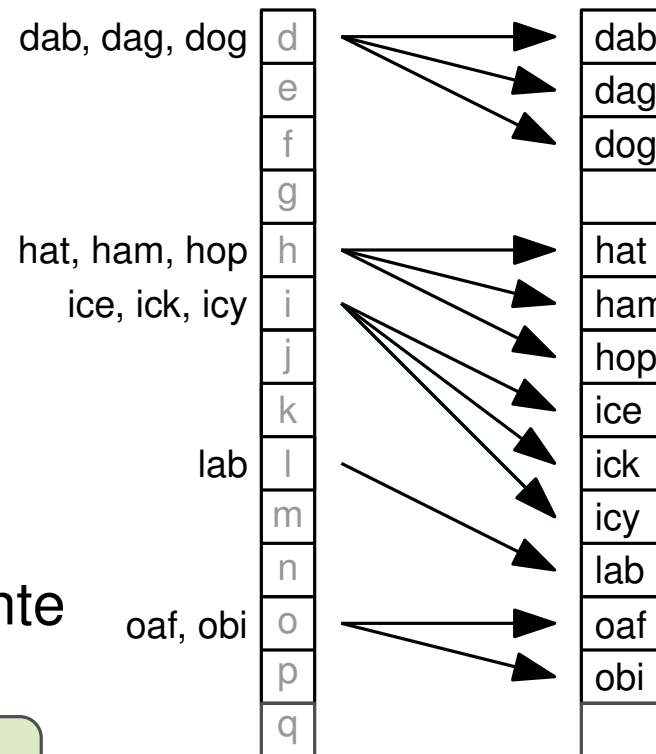 dab, dag, dog d dab
e dag
f dog
g
hat, ham, hop h hat
ice, ick, icy i ham
j hop
k ice
lab l ick
m icy
n lab
nte
oaf, obi o oaf
p obi
q